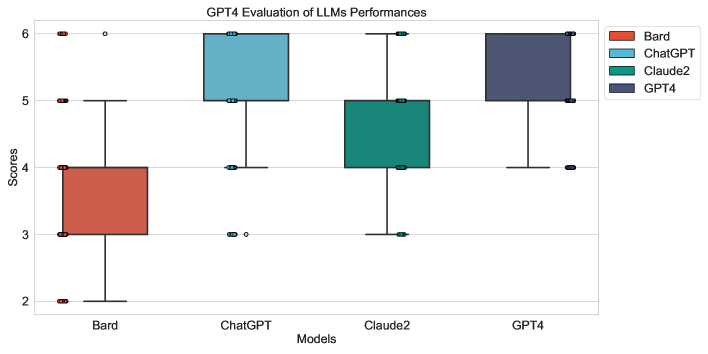 GPT4 Evaluation of LLMs Performances
6
5
4
3
2
Scores
Bard
ChatGPT
Claude2
GPT4
Models
Bard
ChatGPT
Claude2
GPT4